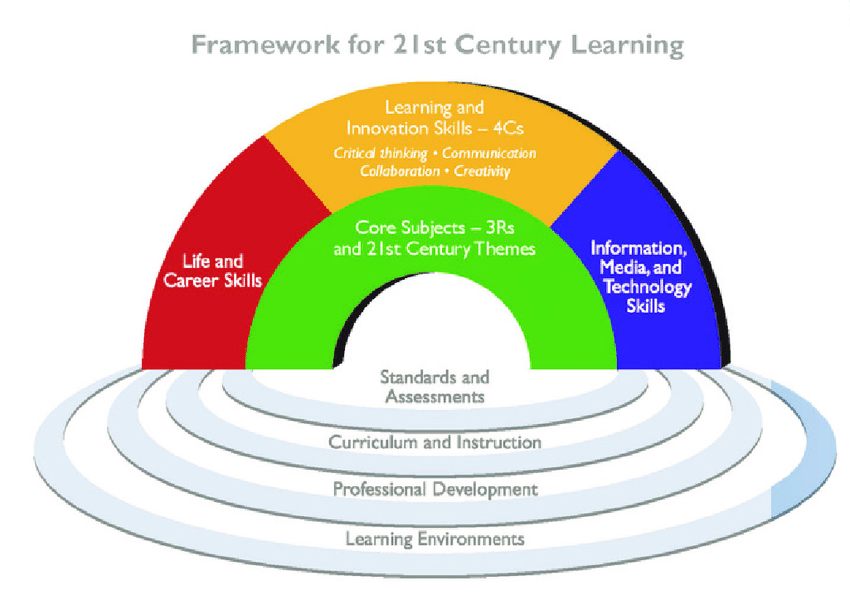 Framework for 21st Century Learning
Learning and
Innovation Skills – 4Cs
Critical thinking • Communication
Collaboration • Creativity
Core Subjects – 3Rs
and 21st Century Themes
Life and
Career Skills
Information,
Media, and
Technology
Skills
Standards and
Assessments
Curriculum and Instruction
Professional Development
Learning Environments